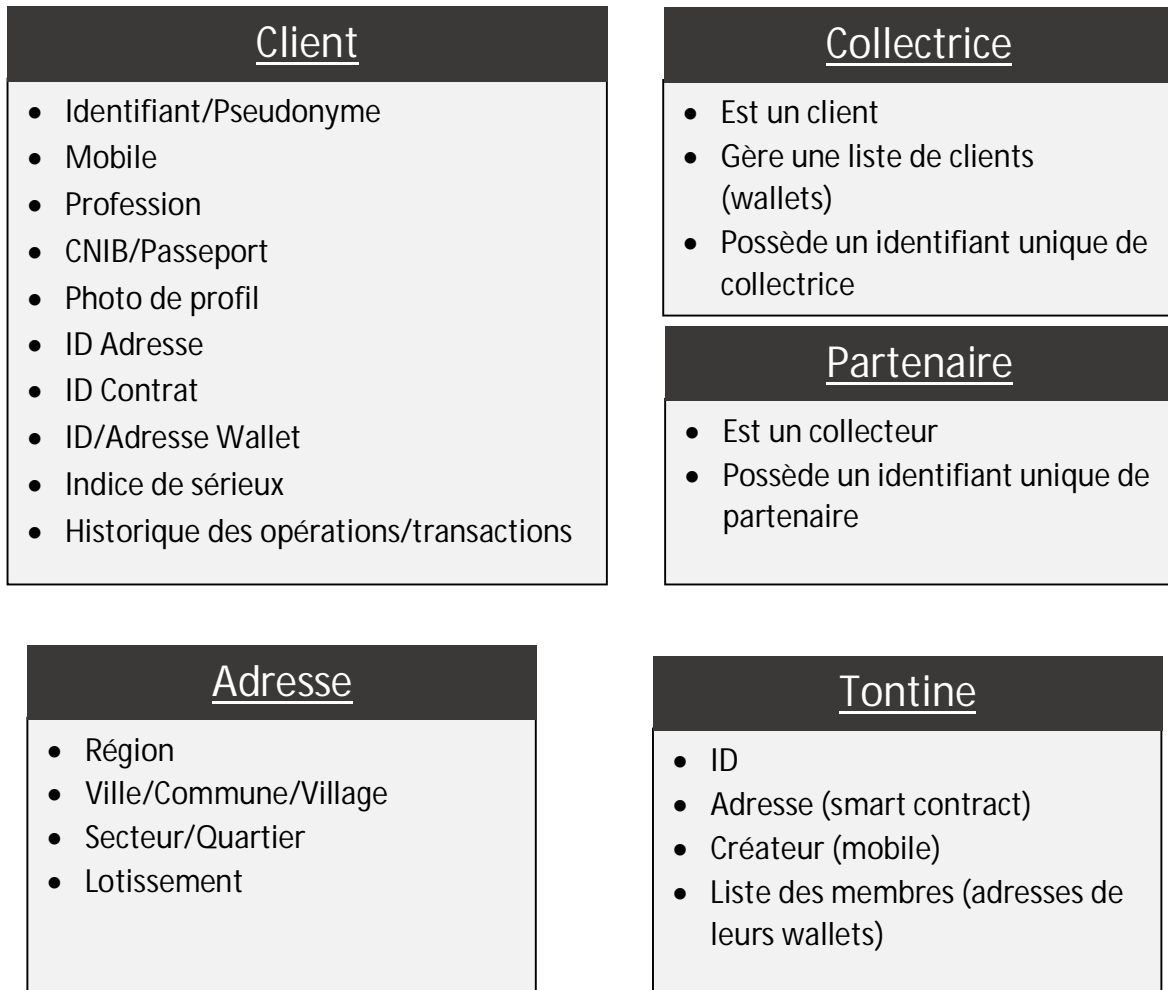 Client
• Identifiant/Pseudonyme
• Mobile
• Profession
• CNIB/Passeport
• Photo de profil
• ID Adresse
• ID Contrat
• ID/Adresse Wallet
• Indice de sérieux
• Historique des opérations/transactions
Collectrice
• Est un client
• Gère une liste de clients
(wallets)
• Possède un identifiant unique de
collectrice
Partenaire
• Est un collecteur
• Possède un identifiant unique de
partenaire
Adresse
• Région
• Ville/Commune/Village
• Secteur/Quartier
• Lotissement
Tontine
• ID
• Adresse (smart contract)
• Créateur (mobile)
• Liste des membres (adresses de
leurs wallets)